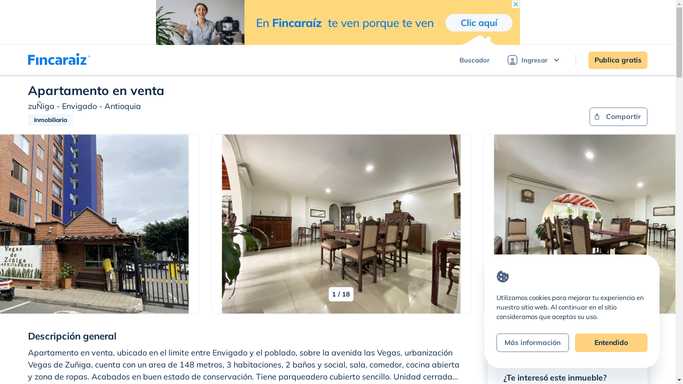 En Fincaraíz te ven porque te ven
Clic aquí
Fincaraíz
Buscador
Ingresar
Publica gratis
Apartamento en venta
zuÑiga - Envigado - Antioquia
Inmobiliaria
Compartir
Vegas
de
Zúñiga
1 / 18
Utilizamos cookies para mejorar tu experiencia en
nuestro sitio web. Al continuar en el sitio
consideramos que aceptas su uso.
Más información
Entendido
Descripción general
Apartamento en venta, ubicado en el limite entre Envigado y el poblado, sobre la avenida las Vegas, urbanización
Vegas de Zuñiga, cuenta con un area de 148 metros, 3 habitaciones, 2 baños y social, sala, comedor, cocina abierta
y zona de ropas. Acabados en buen estado de conservación. Tiene parqueadero cubierto sencillo. Unidad cerrada...
¿Te interesó este inmueble?